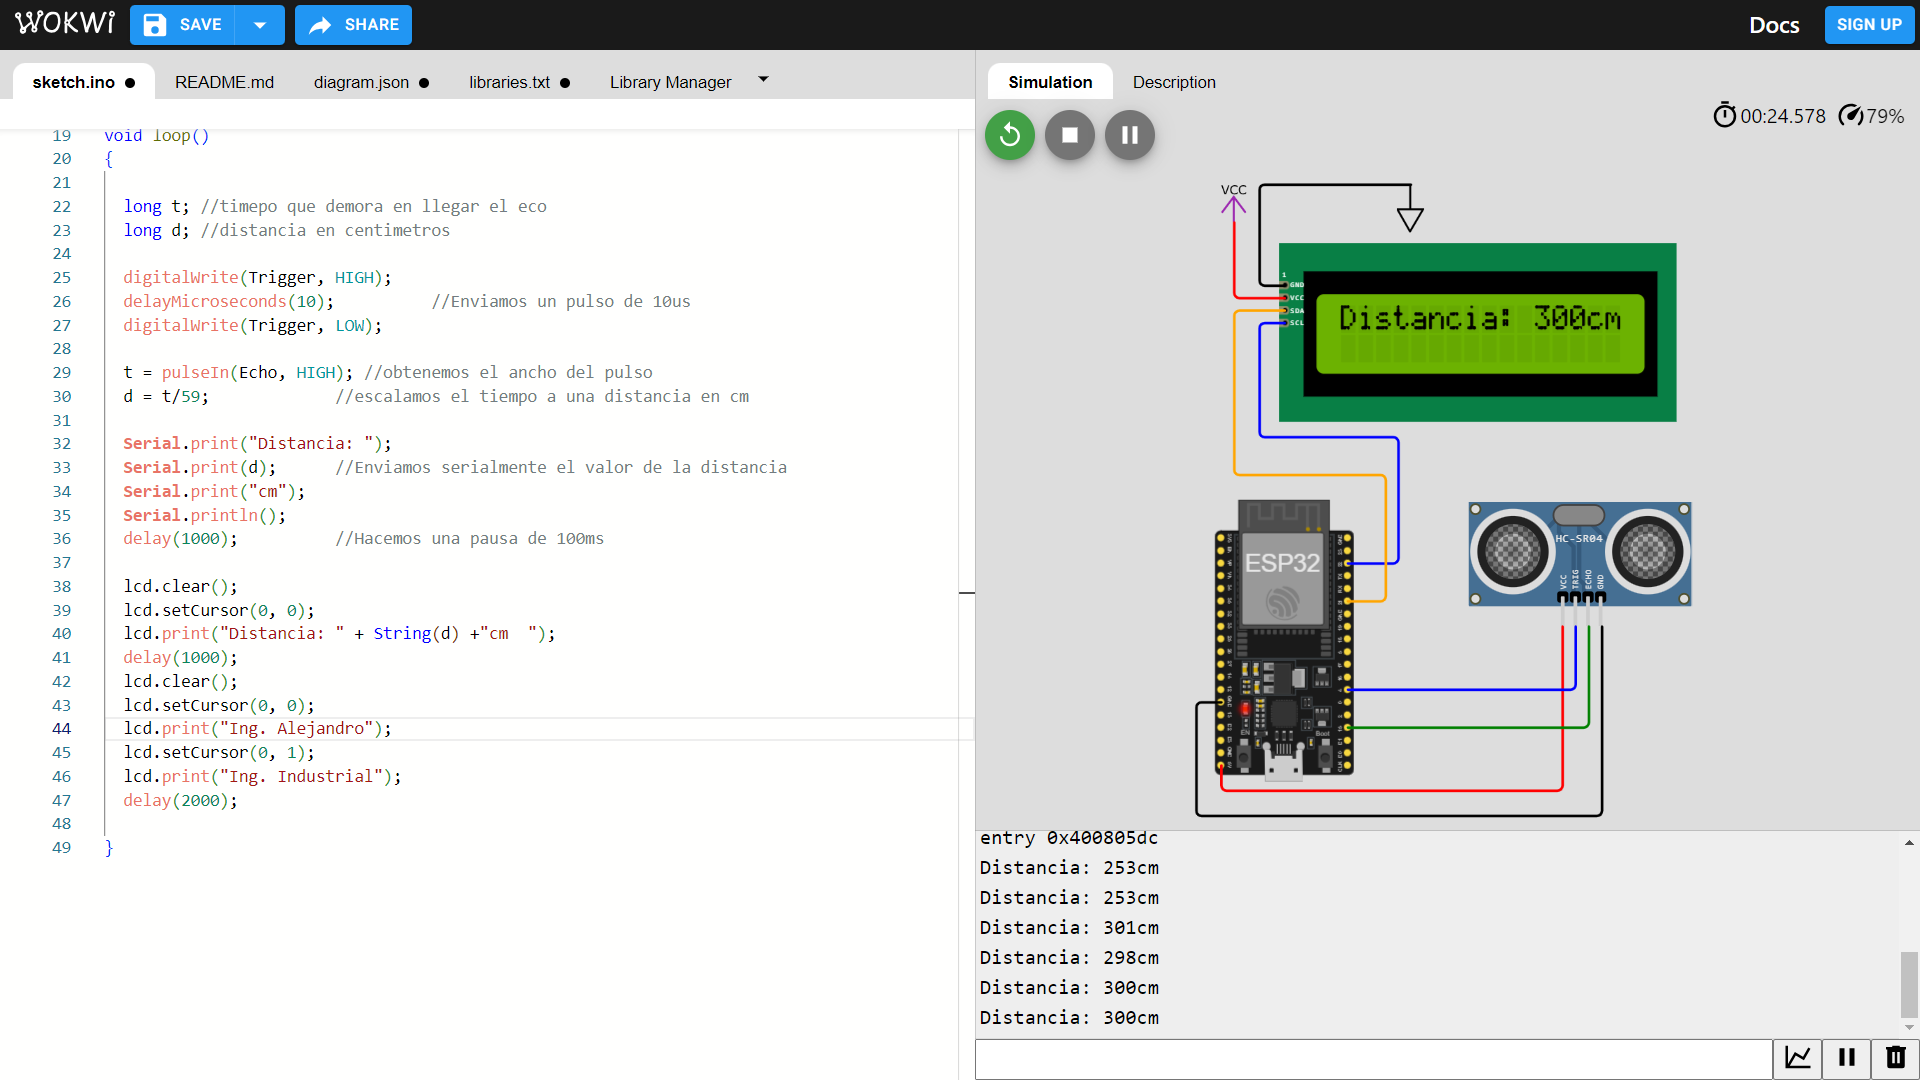 WOKWI SAVE SHARE Docs SIGN UP
sketch.ino ● README.md diagram.json ● libraries.txt ● Library Manager
Simulation Description
00:24.578 79%
19 void loop()
20 {
21
22 long t; //timepo que demora en llegar el eco
23 long d; //distancia en centimetros
24
25 digitalWrite(Trigger, HIGH);
26 delayMicroseconds(10); //Enviamos un pulso de 10us
27 digitalWrite(Trigger, LOW);
28
29 t = pulseIn(Echo, HIGH); //obtenemos el ancho del pulso
30 d = t/59; //escalamos el tiempo a una distancia en cm
31
32 Serial.print("Distancia: ");
33 Serial.print(d); //Enviamos serialmente el valor de la distancia
34 Serial.print("cm");
35 Serial.println();
36 delay(1000); //Hacemos una pausa de 100ms
37
38 lcd.clear();
39 lcd.setCursor(0, 0);
40 lcd.print("Distancia: " + String(d) +"cm  ");
41 delay(1000);
42 lcd.clear();
43 lcd.setCursor(0, 0);
44 lcd.print("Ing. Alejandro");
45 lcd.setCursor(0, 1);
46 lcd.print("Ing. Industrial");
47 delay(2000);
48
49 }
VCC
1
GND
VCC
SDA
SCL
Distancia: 300cm
ESP32
EN
Boot
HC-SR04
VCC
TRIG
ECHO
GND
entry 0x400805dc
Distancia: 253cm
Distancia: 253cm
Distancia: 301cm
Distancia: 298cm
Distancia: 300cm
Distancia: 300cm